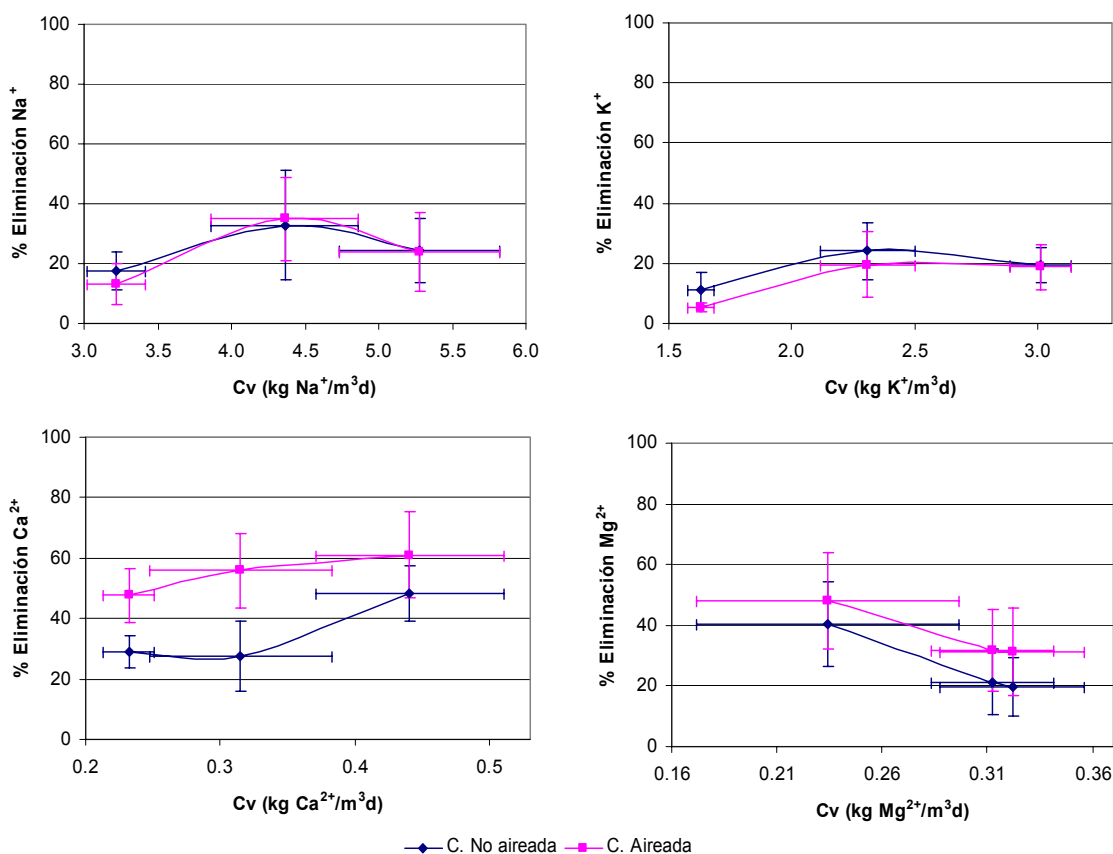 100
80
60
40
20
0
% Eliminación Na⁺
3.0 3.5 4.0 4.5 5.0 5.5 6.0
Cv (kg Na⁺/m³d)
100
80
60
40
20
0
% Eliminación K⁺
1.5 2.0 2.5 3.0
Cv (kg K⁺/m³d)
100
80
60
40
20
0
% Eliminación Ca²⁺
0.2 0.3 0.4 0.5
Cv (kg Ca²⁺/m³d)
100
80
60
40
20
0
% Eliminación Mg²⁺
0.16 0.21 0.26 0.31 0.36
Cv (kg Mg²⁺/m³d)
C. No aireada C. Aireada